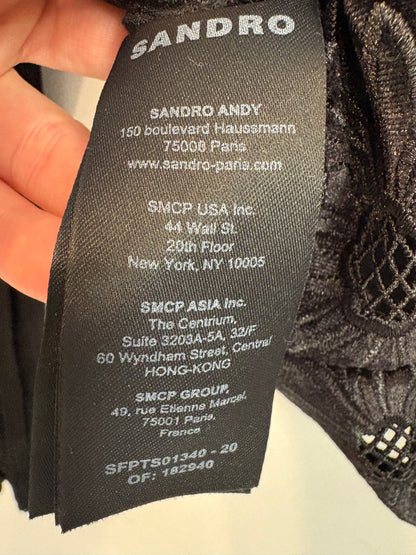 SANDRO
SANDRO ANDY
150 boulevard Haussmann
75008 Paris
www.sandro-paris.com
SMCP USA Inc.
44 Wall St.
20th Floor
New York, NY 10005
SMCP ASIA Inc.
The Centrium,
Suite 3203A-5A, 32/F
60 Wyndham Street, Central
HONG-KONG
SMCP GROUP,
49, rue Etienne Marcel,
75001 Paris,
France
SFPTS01340 - 20
OF: 182940